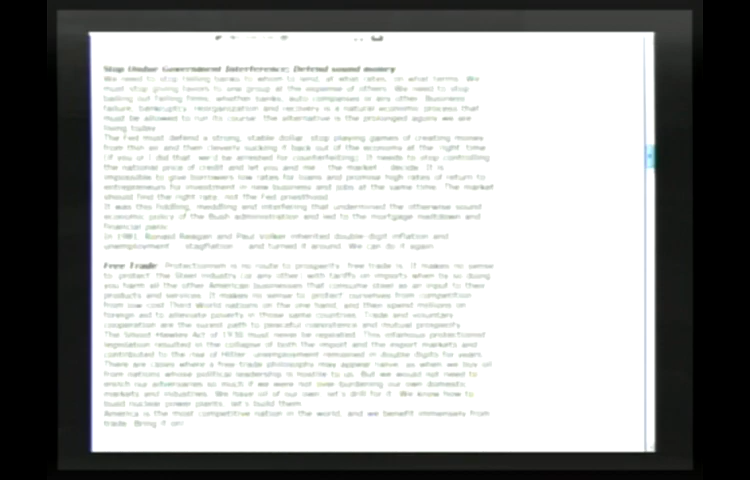 Stop Undue Government Interference; Defend sound money
We need to stop telling banks to whom to lend, at what rates, on what terms. We
must stop giving favors to one group at the expense of others. We need to stop
bailing out failing firms, whether banks, auto companies or any other. Business
failure, bankruptcy, reorganization and recovery is a natural economic process that
must be allowed to run its course. The alternative is the prolonged agony we are
living today.
The Fed must defend a strong, stable dollar, stop playing games of creating money
from thin air and then cleverly sucking it back out of the economy at the right time
(if you or I did that, we'd be arrested for counterfeiting). It needs to stop controlling
the national price of credit and let you and me the market decide. It is
impossible to give borrowers low rates for loans and promise high rates of return to
entrepreneurs for investment in new business and jobs at the same time. The market
should find the right rate, not the Fed priesthood.
It was this fiddling, meddling and interfering that undermined the otherwise sound
economic policy of the Bush administration and led to the mortgage meltdown and
financial panic.
In 1981, Ronald Reagan and Paul Volker inherited double digit inflation and
unemployment stagflation and turned it around. We can do it again.
Free Trade Protectionism is no route to prosperity, free trade is. It makes no sense
to protect the Steel industry (or any other) with tariffs on imports when by so doing
you harm all the other American businesses that consume steel as an input to their
products and services. It makes no sense to protect ourselves from competition
from low cost Third World nations on the one hand, and then spend millions on
foreign aid to alleviate poverty in those same countries. Trade and voluntary
cooperation are the surest path to peaceful coexistence and mutual prosperity.
The Smoot Hawley Act of 1930 must never be repeated. This infamous protectionist
legislation resulted in the collapse of both the import and the export markets and
contributed to the rise of Hitler. unemployment remained in double digits for years.
There are cases where a free trade philosophy may appear naive, as when we buy oil
from nations whose political leadership is hostile to us. But we would not need to
enrich our adversaries so much if we were not over burdening our own domestic
markets and industries. We have oil of our own, let's drill for it. We know how to
build nuclear power plants, let's build them.
America is the most competitive nation in the world, and we benefit immensely from
trade. Bring it on!